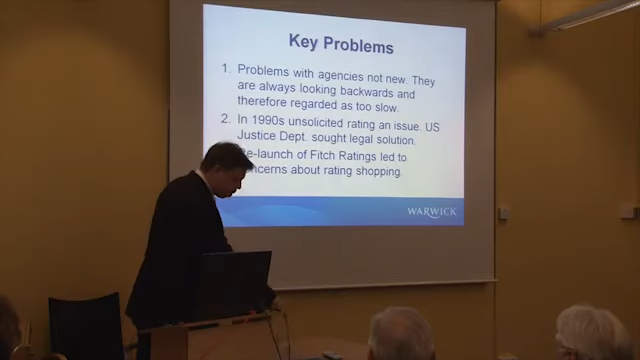 Key Problems
1. Problems with agencies not new. They
are always looking backwards and
therefore regarded as too slow.
2. In 1990s unsolicited rating an issue. US
Justice Dept. sought legal solution.
e-launch of Fitch Ratings led to
ncerns about rating shopping.
WARWICK